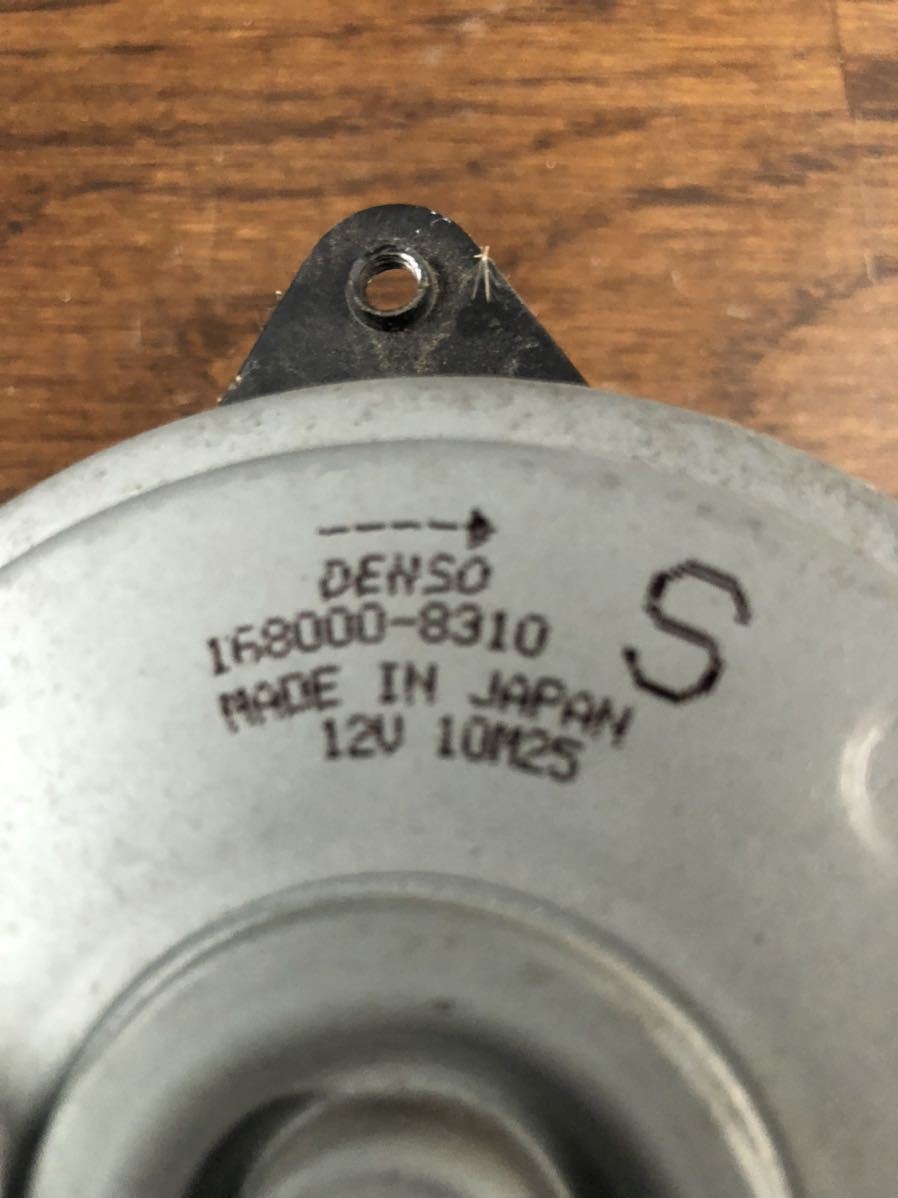 DENSO
168000-8310
MADE IN JAPAN
12V 10M25
S